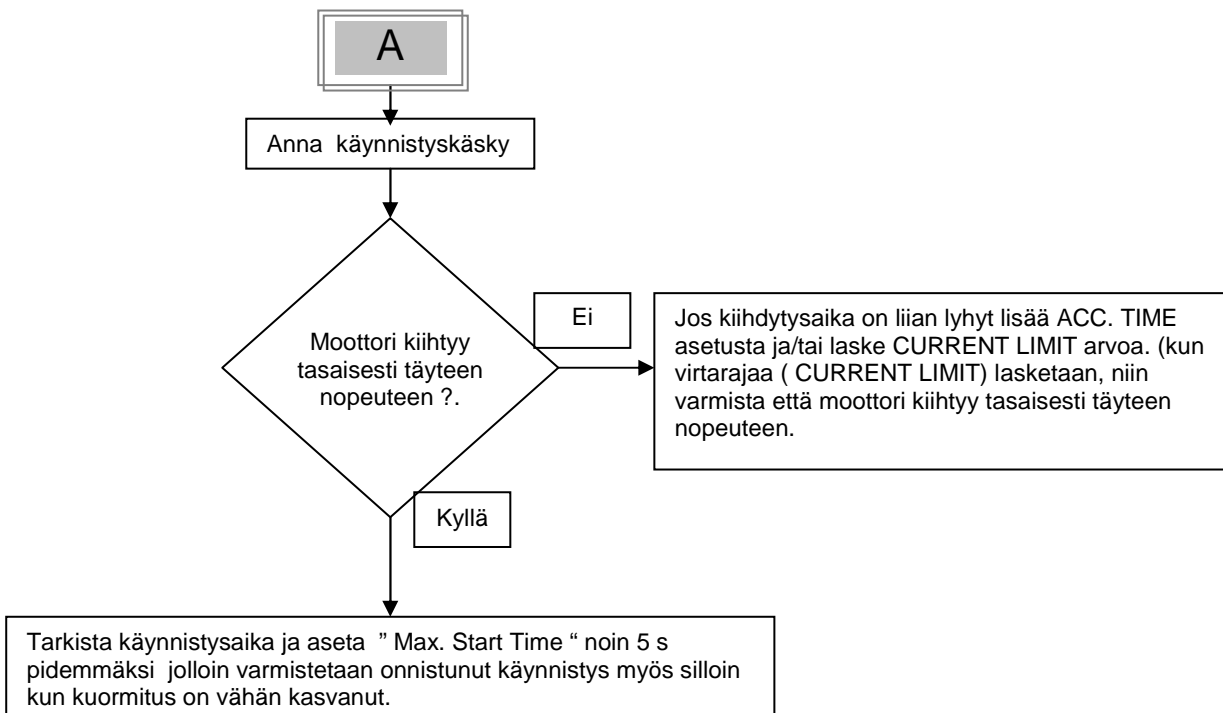 A
Anna käynnistyskäsky
Moottori kiihtyy
tasaisesti täyteen
nopeuteen ?.
Ei
Jos kiihdytysaika on liian lyhyt lisää ACC. TIME
asetusta ja/tai laske CURRENT LIMIT arvoa. (kun
virtarajaa ( CURRENT LIMIT) lasketaan, niin
varmista että moottori kiihtyy tasaisesti täyteen
nopeuteen.
Kyllä
Tarkista käynnistysaika ja aseta ” Max. Start Time “ noin 5 s
pidemmäksi jolloin varmistetaan onnistunut käynnistys myös silloin
kun kuormitus on vähän kasvanut.